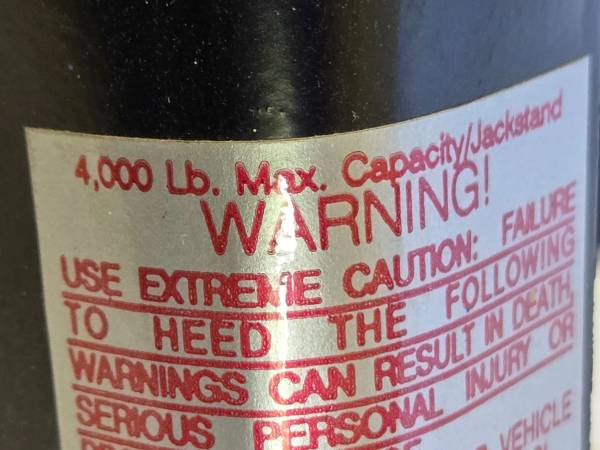 4,000 Lb. Max. Capacity/Jackstand
WARNING!
USE EXTREME CAUTION: FAILURE
TO HEED THE FOLLOWING
WARNINGS CAN RESULT IN DEATH,
SERIOUS PERSONAL INJURY OR
VEHICLE